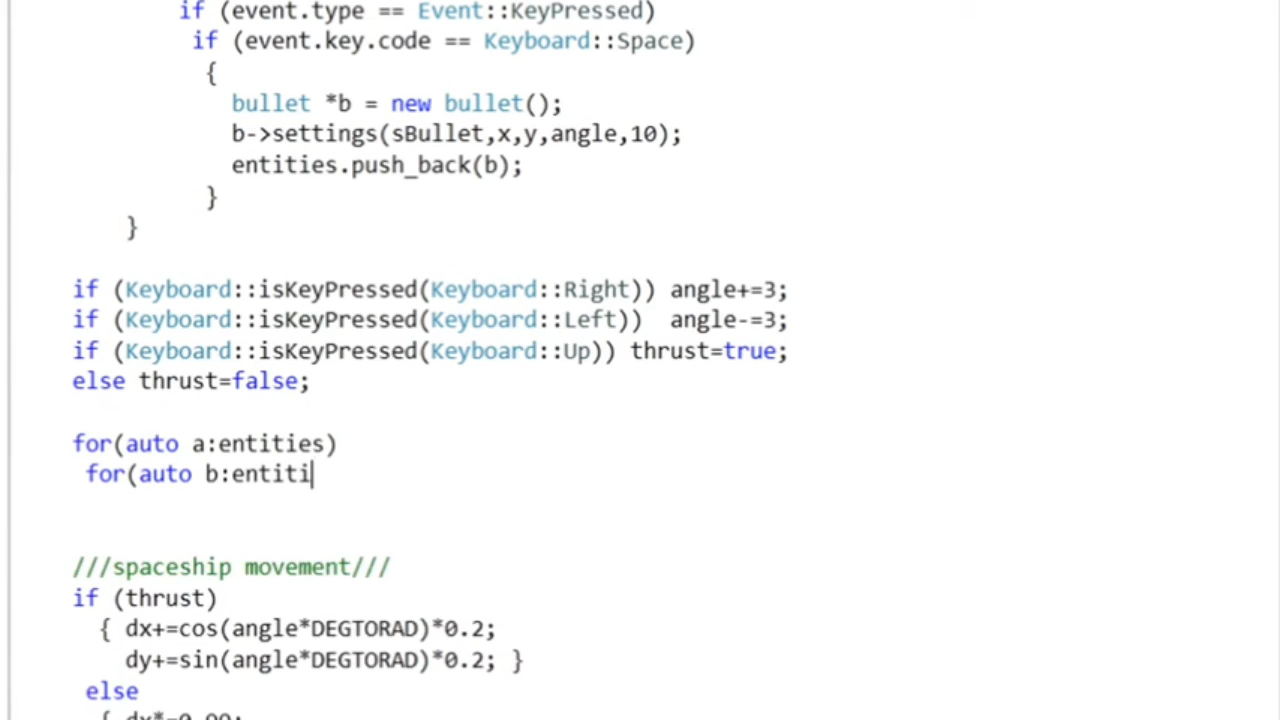 if (event.type == Event::KeyPressed)
if (event.key.code == Keyboard::Space)
{
bullet *b = new bullet();
b->settings(sBullet,x,y,angle,10);
entities.push_back(b);
}
}
if (Keyboard::isKeyPressed(Keyboard::Right)) angle+=3;
if (Keyboard::isKeyPressed(Keyboard::Left))  angle-=3;
if (Keyboard::isKeyPressed(Keyboard::Up)) thrust=true;
else thrust=false;
for(auto a:entities)
for(auto b:entiti
///spaceship movement///
if (thrust)
{ dx+=cos(angle*DEGTORAD)*0.2;
dy+=sin(angle*DEGTORAD)*0.2; }
else
{ dx*=0.99;